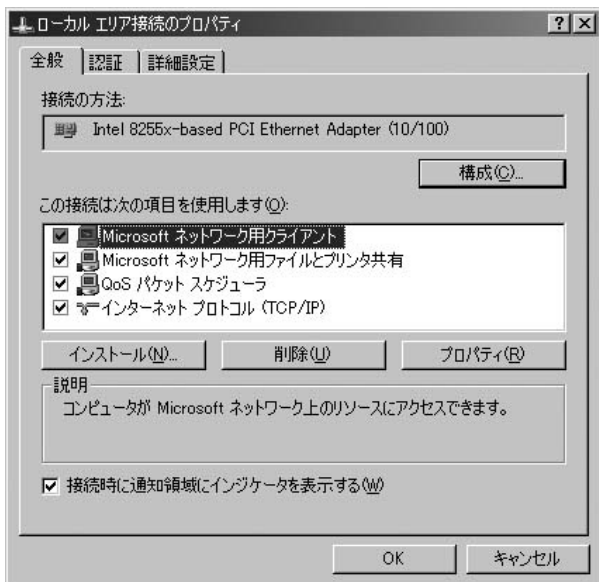 ローカル エリア接続のプロパティ
全般 認証 詳細設定
接続の方法:
Intel 8255x-based PCI Ethernet Adapter (10/100)
構成(C)...
この接続は次の項目を使用します(O):
Microsoft ネットワーク用クライアント
Microsoft ネットワーク用ファイルとプリンタ共有
QoS パケット スケジューラ
インターネット プロトコル (TCP/IP)
インストール(N)... 削除(U) プロパティ(R)
説明
コンピュータが Microsoft ネットワーク上のリソースにアクセスできます。
接続時に通知領域にインジケータを表示する(W)
OK キャンセル